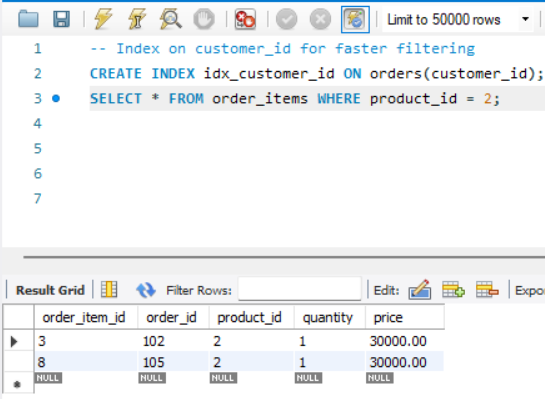 Limit to 50000 rows
1 -- Index on customer_id for faster filtering
2 CREATE INDEX idx_customer_id ON orders(customer_id);
3 SELECT * FROM order_items WHERE product_id = 2;
4
5
6
7
Result Grid Filter Rows: Edit: Expo
order_item_id order_id product_id quantity price
3 102 2 1 30000.00
8 105 2 1 30000.00
NULL NULL NULL NULL NULL